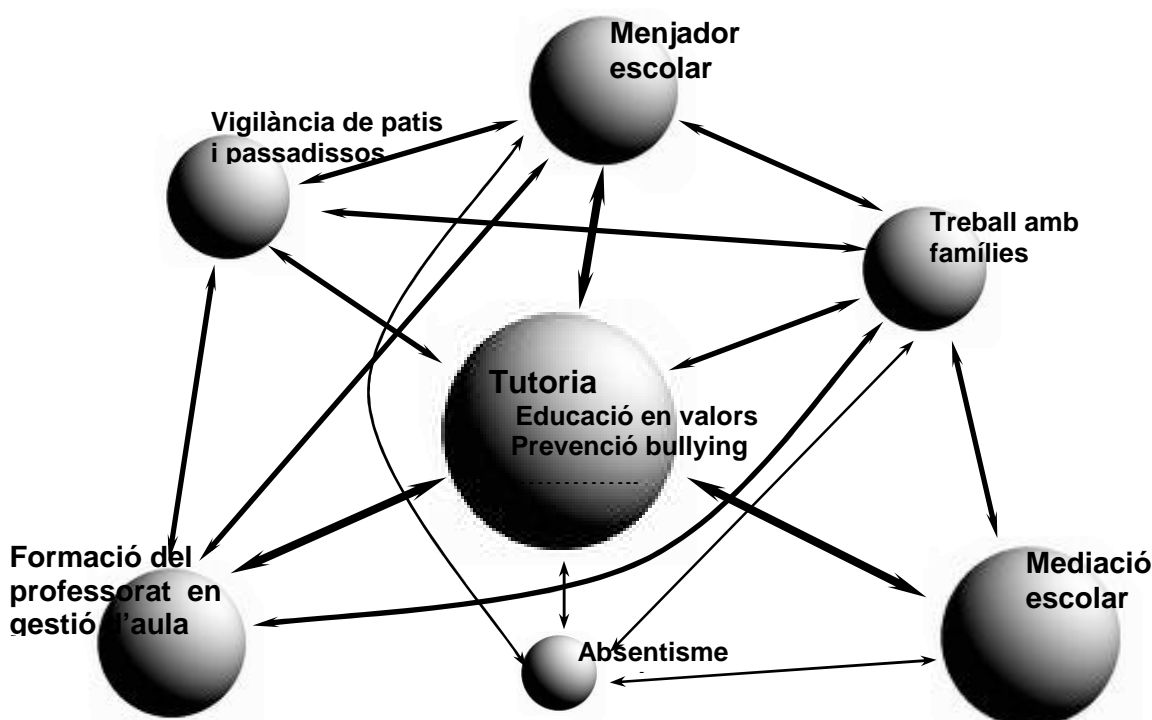 Menjador
escolar
Vigilància de patis
i passadissos
Treball amb
famílies
Tutoria
Educació en valors
Prevenció bullying
......................
Formació del
professorat en
gestió d'aula
Mediació
escolar
Absentisme